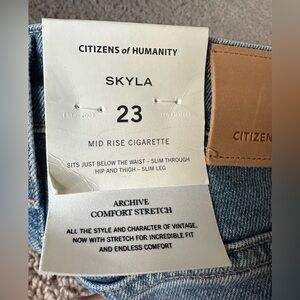 CITIZENS of HUMANITY
SKYLA
23
MID RISE CIGARETTE
SITS JUST BELOW THE WAIST – SLIM THROUGH
HIP AND THIGH – SLIM LEG
ARCHIVE
COMFORT STRETCH
ALL THE STYLE AND CHARACTER OF VINTAGE,
NOW WITH STRETCH FOR INCREDIBLE FIT
AND ENDLESS COMFORT
CITIZEN